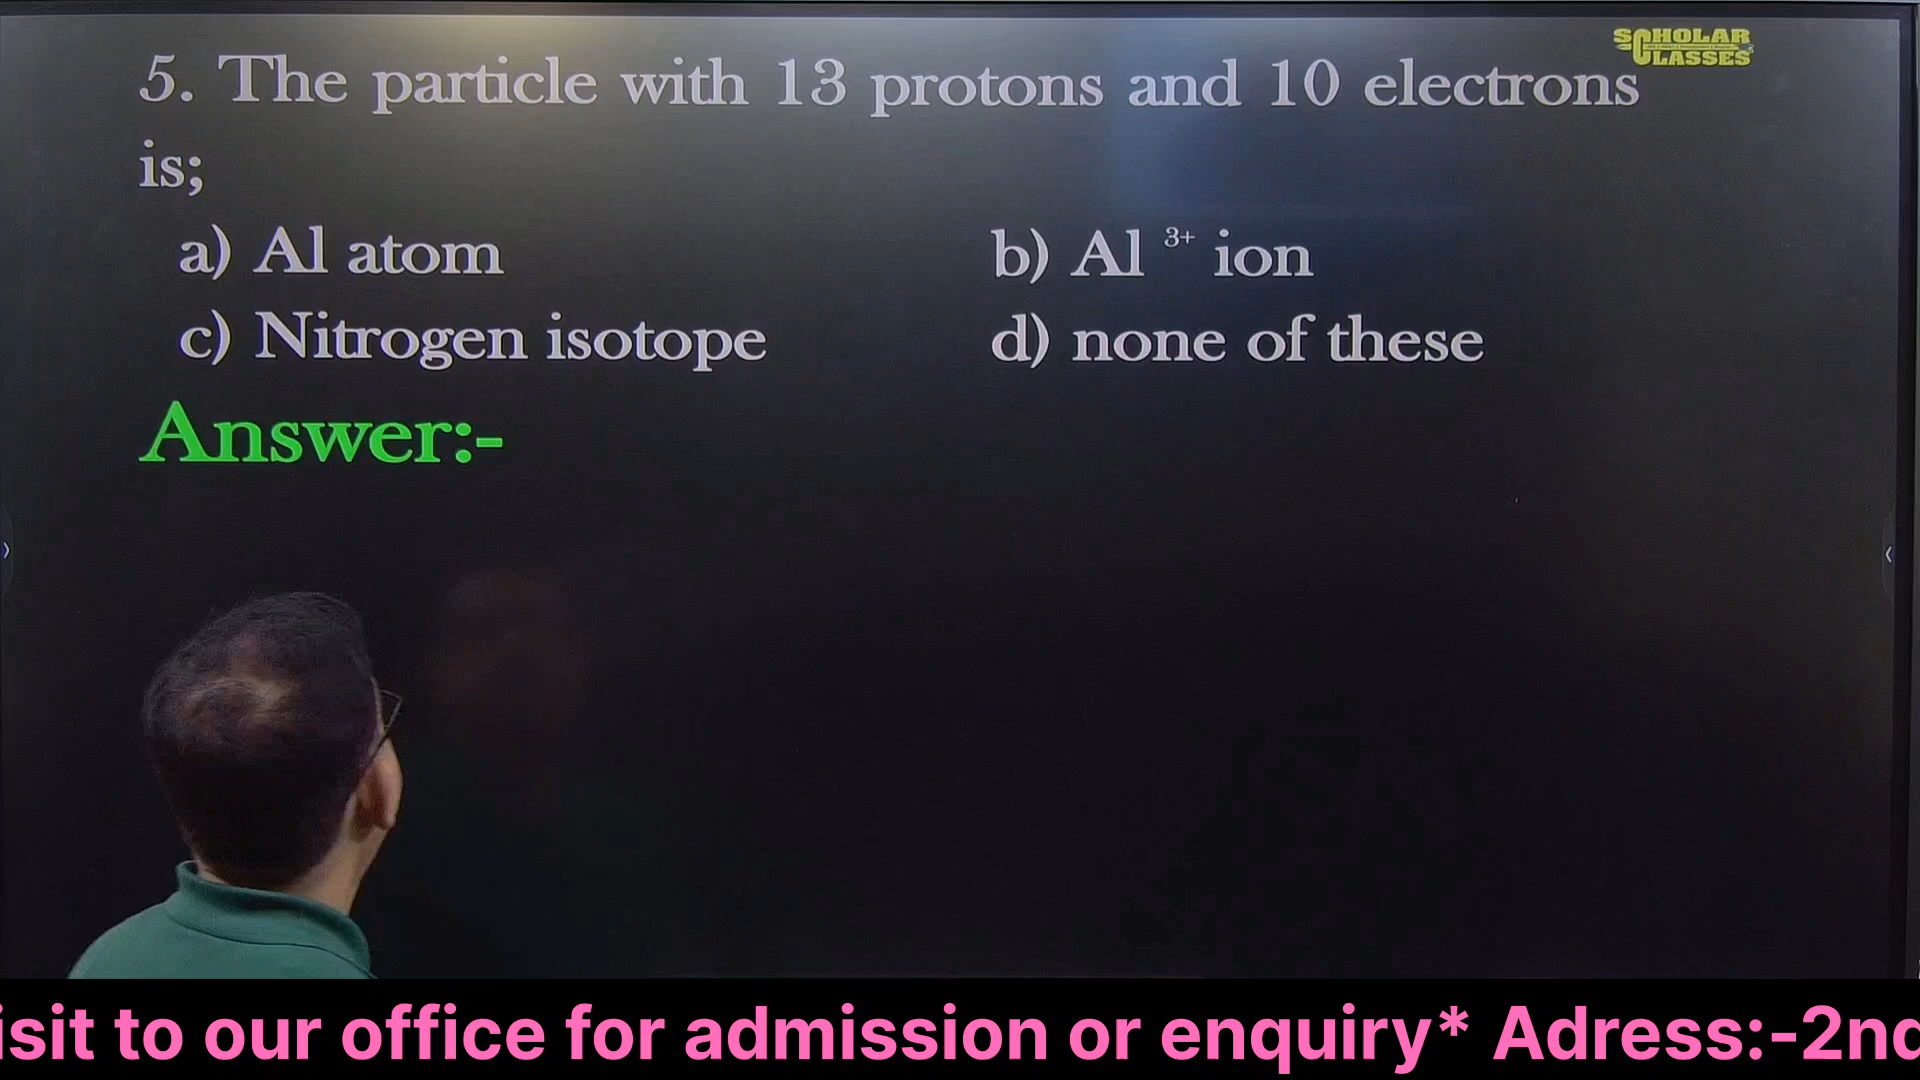 SCHOLAR
CLASSES
5. The particle with 13 protons and 10 electrons
is;
a) Al atom
b) Al 3+ ion
c) Nitrogen isotope
d) none of these
Answer:-
isit to our office for admission or enquiry* Adress:-2nd